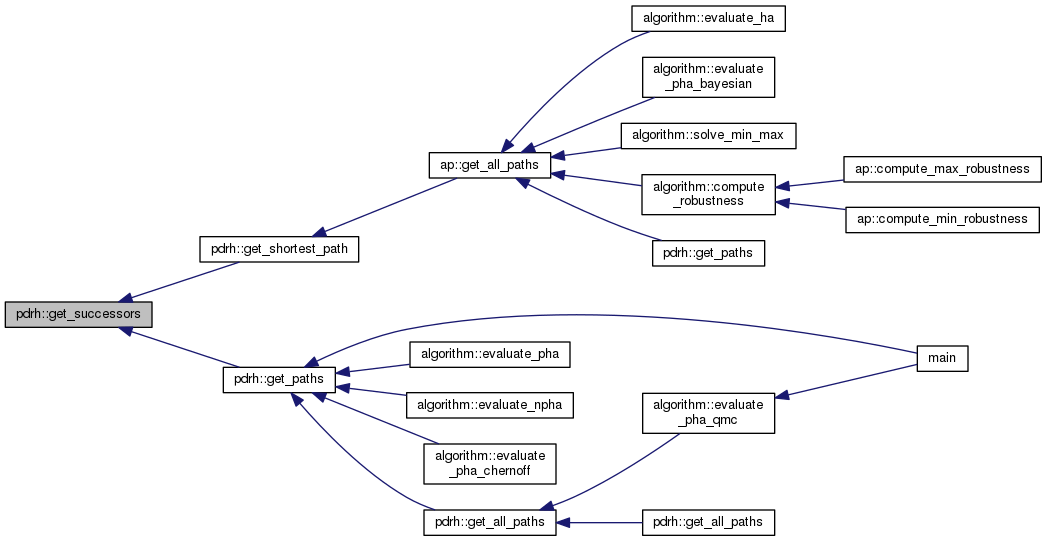 algorithm::evaluate_ha
algorithm::evaluate
_pha_bayesian
algorithm::solve_min_max
ap::get_all_paths
algorithm::compute
_robustness
ap::compute_max_robustness
ap::compute_min_robustness
pdrh::get_shortest_path
pdrh::get_paths
pdrh::get_successors
main
algorithm::evaluate_pha
pdrh::get_paths
algorithm::evaluate_npha
algorithm::evaluate
_pha_qmc
algorithm::evaluate
_pha_chernoff
pdrh::get_all_paths
pdrh::get_all_paths